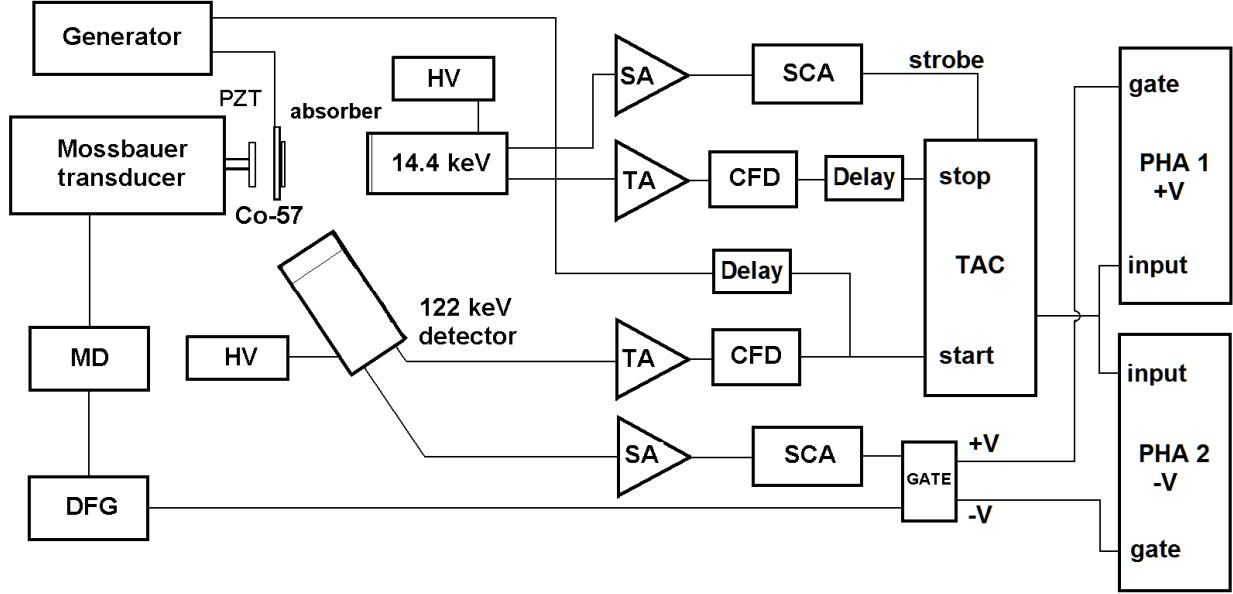 Generator
PZT
absorber
Mossbauer
transducer
Co-57
HV
14.4 keV
SA
SCA
strobe
TA
CFD
Delay
stop
TAC
start
gate
PHA 1
+V
input
Delay
122 keV
detector
HV
TA
CFD
MD
SA
SCA
GATE
+V
-V
DFG
input
PHA 2
-V
gate